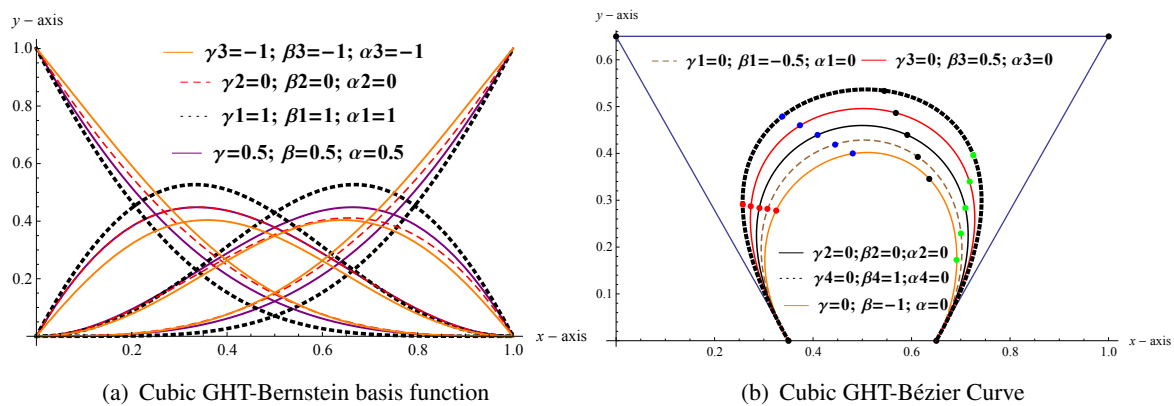 y – axis
1.0
0.8
0.6
0.4
0.2
0.0
0.2
0.4
0.6
0.8
1.0
x – axis
γ3=−1; β3=−1; α3=−1
γ2=0; β2=0; α2=0
γ1=1; β1=1; α1=1
γ=0.5; β=0.5; α=0.5
(a) Cubic GHT-Bernstein basis function
y – axis
0.6
0.5
0.4
0.3
0.2
0.1
0.2
0.4
0.6
0.8
1.0
x – axis
γ1=0; β1=−0.5; α1=0
γ3=0; β3=0.5; α3=0
γ2=0;β2=0;α2=0
γ4=0;β4=1;α4=0
γ=0; β=−1; α=0
(b) Cubic GHT-Bézier Curve